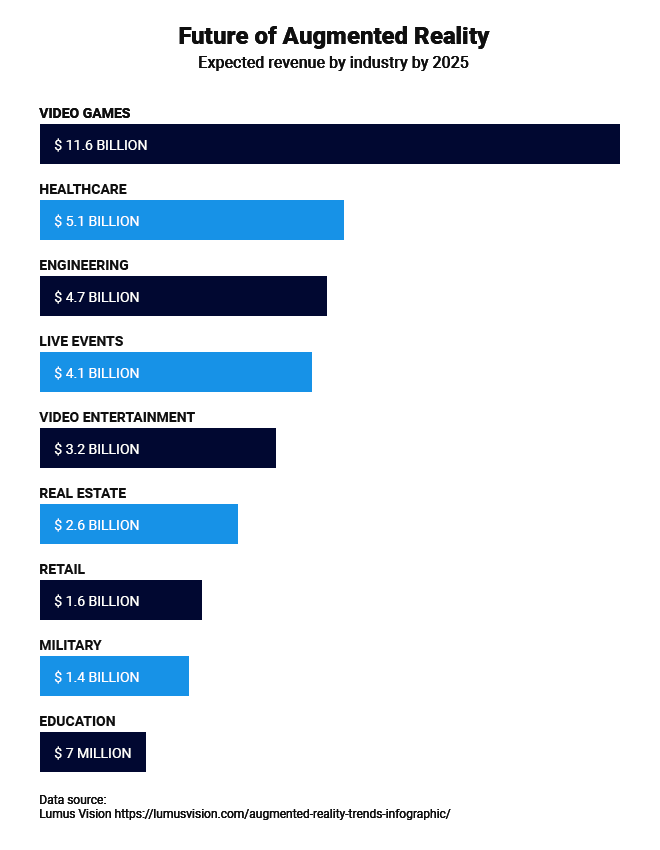 Future of Augmented Reality
Expected revenue by industry by 2025
VIDEO GAMES
$ 11.6 BILLION
HEALTHCARE
$ 5.1 BILLION
ENGINEERING
$ 4.7 BILLION
LIVE EVENTS
$ 4.1 BILLION
VIDEO ENTERTAINMENT
$ 3.2 BILLION
REAL ESTATE
$ 2.6 BILLION
RETAIL
$ 1.6 BILLION
MILITARY
$ 1.4 BILLION
EDUCATION
$ 7 MILLION
Data source:
Lumus Vision https://lumusvision.com/augmented-reality-trends-infographic/